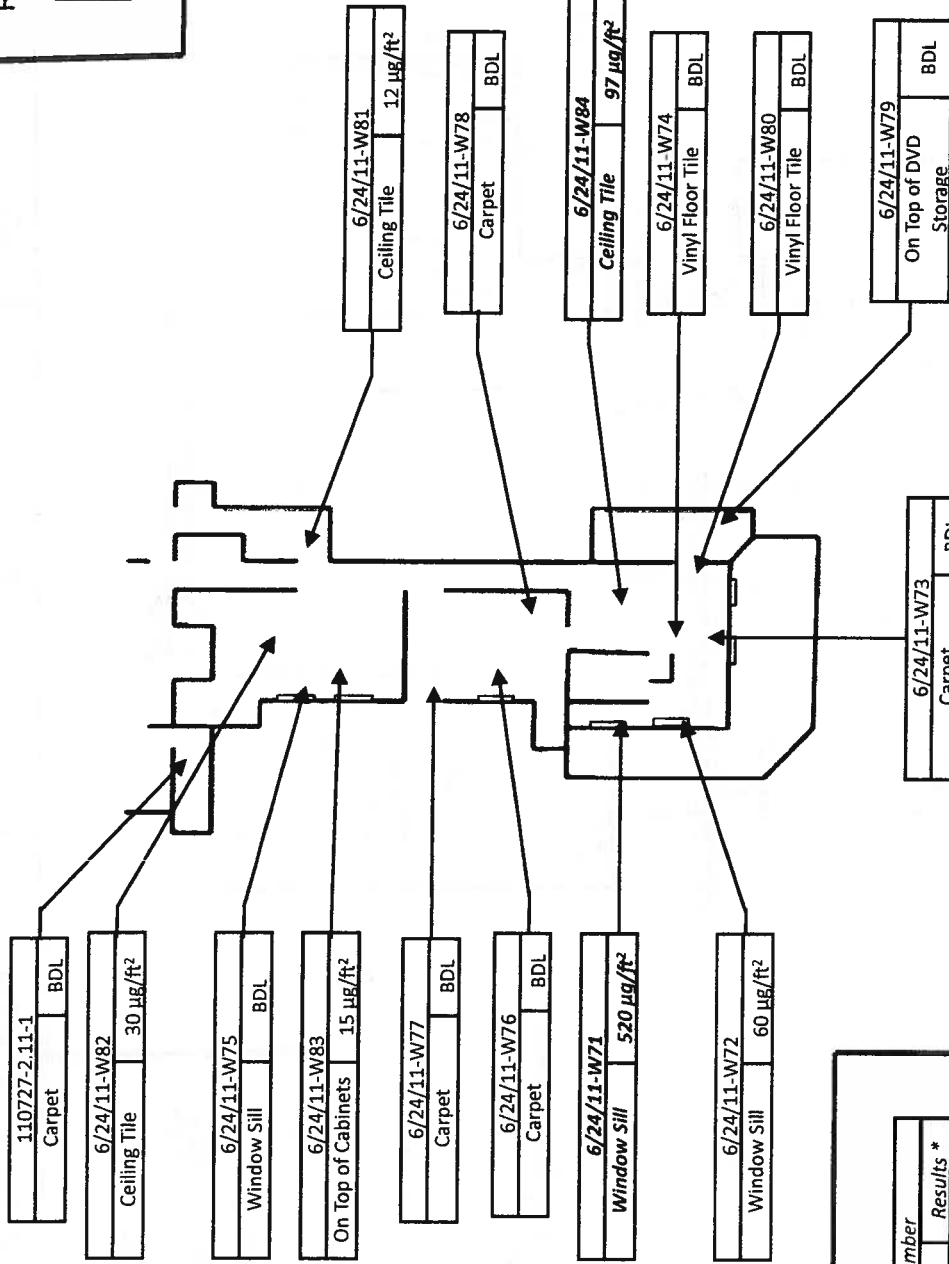 6/24/11-W81
Ceiling Tile 12 µg/ft²
6/24/11-W78
Carpet BDL
6/24/11-W84
Ceiling Tile 97 µg/ft²
6/24/11-W74
Vinyl Floor Tile BDL
6/24/11-W80
Vinyl Floor Tile BDL
6/24/11-W79
On Top of DVD BDL
Storage
6/24/11-W73
Carpet BDL
110727-2.11-1
Carpet BDL
6/24/11-W82
Ceiling Tile 30 µg/ft²
6/24/11-W75
Window Sill BDL
6/24/11-W83
On Top of Cabinets 15 µg/ft²
6/24/11-W77
Carpet BDL
6/24/11-W76
Carpet BDL
6/24/11-W71
Window Sill 520 µg/ft²
6/24/11-W72
Window Sill 60 µg/ft²
mber
Results *